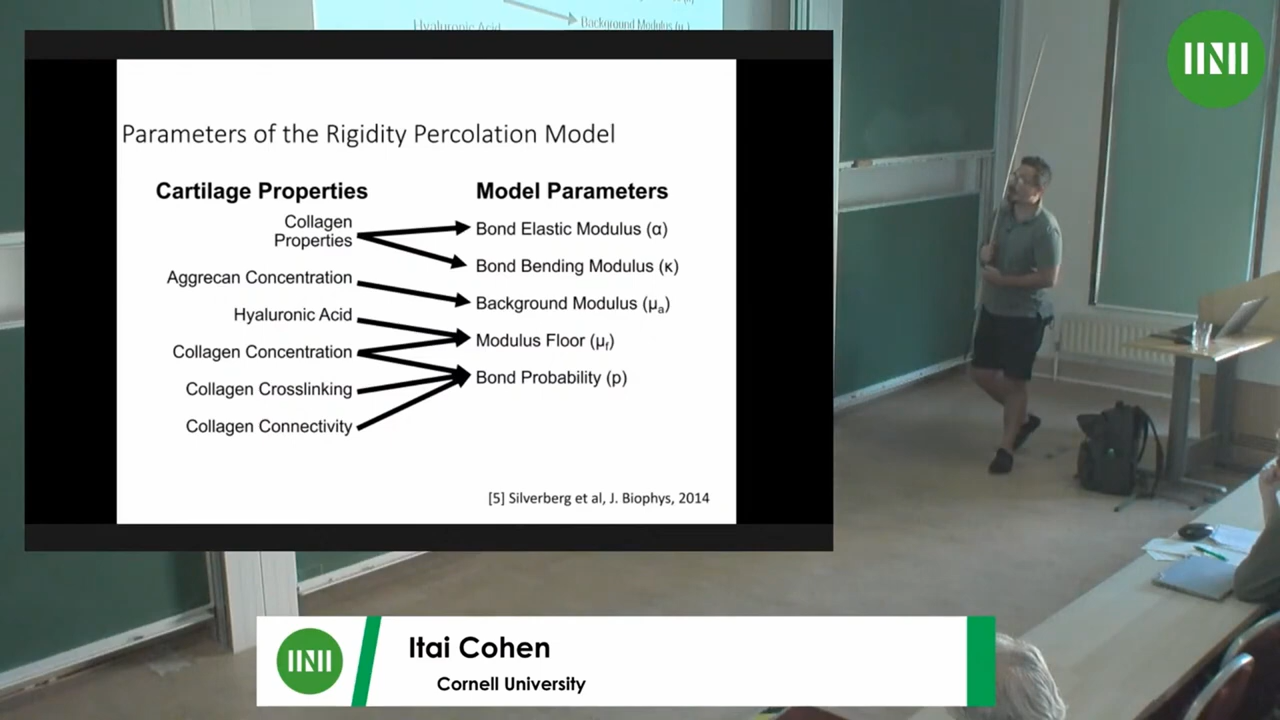 Hyaluronic Acid
Background Modulus (μ
Parameters of the Rigidity Percolation Model
Cartilage Properties
Model Parameters
Collagen
Properties
Aggrecan Concentration
Hyaluronic Acid
Collagen Concentration
Collagen Crosslinking
Collagen Connectivity
Bond Elastic Modulus (α)
Bond Bending Modulus (κ)
Background Modulus (μa)
Modulus Floor (μf)
Bond Probability (p)
[5] Silverberg et al, J. Biophys, 2014
Itai Cohen
Cornell University